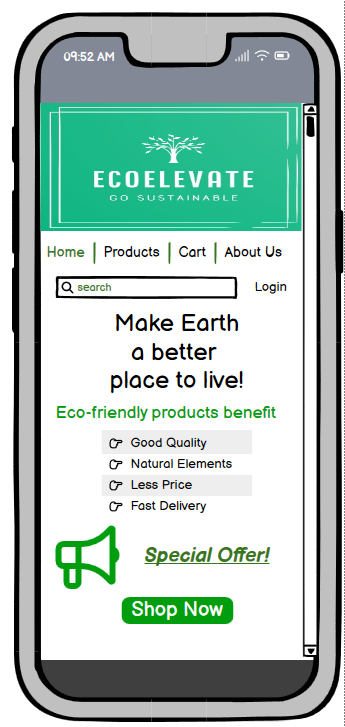 09:52 AM
ECOELEVATE
GO SUSTAINABLE
Home Products Cart About Us
search Login
Make Earth
a better
place to live!
Eco-friendly products benefit
Good Quality
Natural Elements
Less Price
Fast Delivery
Special Offer!
Shop Now